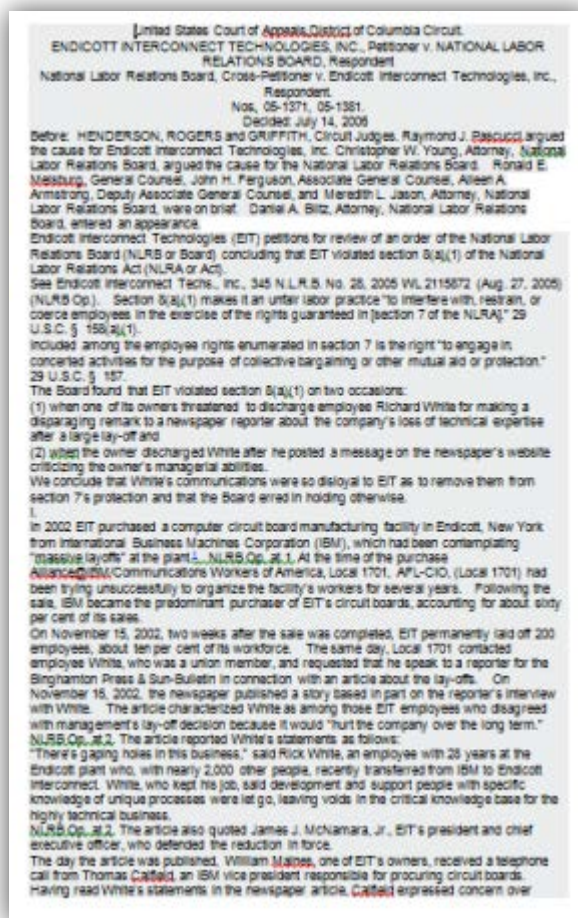 United States Court of Appeals,District of Columbia Circuit.
ENDICOTT INTERCONNECT TECHNOLOGIES, INC., Petitioner v. NATIONAL LABOR
RELATIONS BOARD, Respondent
National Labor Relations Board, Cross-Petitioner v. Endicott Interconnect Technologies, Inc.,
Respondent.
Nos. 05-1371, 05-1381.
Decided: July 14, 2006
Before: HENDERSON, ROGERS and GRIFFITH, Circuit Judges. Raymond J. Pascucci argued
the cause for Endicott Interconnect Technologies, Inc. Christopher W. Young, Attorney, National
Labor Relations Board, argued the cause for the National Labor Relations Board. Ronald E.
Meisburg, General Counsel, John H. Ferguson, Associate General Counsel, Aileen A.
Armstrong, Deputy Associate General Counsel, and Meredith L. Jason, Attorney, National
Labor Relations Board, were on brief. Daniel A. Blitz, Attorney, National Labor Relations
Board, entered an appearance.
Endicott Interconnect Technologies (EIT) petitions for review of an order of the National Labor
Relations Board (NLRB or Board) concluding that EIT violated section 8(a)(1) of the National
Labor Relations Act (NLRA or Act).
See Endicott Interconnect Techs., Inc., 345 N.L.R.B. No. 28, 2005 WL 2115872 (Aug. 27, 2005)
(NLRB Op.). Section 8(a)(1) makes it an unfair labor practice "to interfere with, restrain, or
coerce employees in the exercise of the rights guaranteed in [section 7 of the NLRA]." 29
U.S.C. § 158(a)(1).
Included among the employee rights enumerated in section 7 is the right "to engage in
concerted activities for the purpose of collective bargaining or other mutual aid or protection."
29 U.S.C. § 157.
The Board found that EIT violated section 8(a)(1) on two occasions:
(1) when one of its owners threatened to discharge employee Richard White for making a
disparaging remark to a newspaper reporter about the company's loss of technical expertise
after a large lay-off and
(2) when the owner discharged White after he posted a message on the newspaper's website
criticizing the owner's managerial abilities.
We conclude that White's communications were so disloyal to EIT as to remove them from
section 7's protection and that the Board erred in holding otherwise.
I.
In 2002 EIT purchased a computer circuit board manufacturing facility in Endicott, New York
from International Business Machines Corporation (IBM), which had been contemplating
"massive layoffs" at the plant.1 NLRB Op. at 1. At the time of the purchase
Alliance@IBM/Communications Workers of America, Local 1701, AFL-CIO, (Local 1701) had
been trying unsuccessfully to organize the facility's workers for several years. Following the
sale, IBM became the predominant purchaser of EIT's circuit boards, accounting for about sixty
per cent of its sales.
On November 15, 2002, two weeks after the sale was completed, EIT permanently laid off 200
employees, about ten per cent of its workforce. The same day, Local 1701 contacted
employee White, who was a union member, and requested that he speak to a reporter for the
Binghamton Press & Sun-Bulletin in connection with an article about the lay-offs. On
November 16, 2002, the newspaper published a story based in part on the reporter's interview
with White. The article characterized White as among those EIT employees who disagreed
with management's lay-off decision because it would "hurt the company over the long term."
NLRB Op. at 2. The article reported White's statements as follows:
"There's gaping holes in this business," said Rick White, an employee with 28 years at the
Endicott plant who, with nearly 2,000 other people, recently transferred from IBM to Endicott
Interconnect. White, who kept his job, said development and support people with specific
knowledge of unique processes were let go, leaving voids in the critical knowledge base for the
highly technical business.
NLRB Op. at 2. The article also quoted James J. McNamara, Jr., EIT's president and chief
executive officer, who defended the reduction in force.
The day the article was published, William Maines, one of EIT's owners, received a telephone
call from Thomas Calfield, an IBM vice president responsible for procuring circuit boards.
Having read White's statements in the newspaper article, Calfield expressed concern over